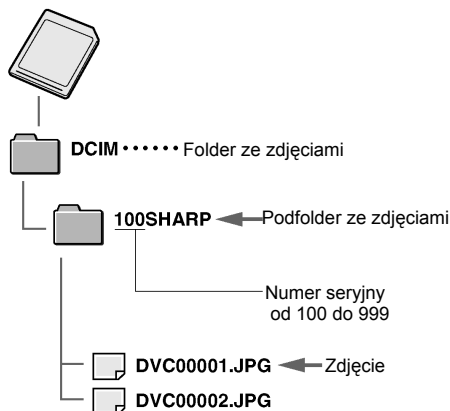 DCIM ······ Folder ze zdjęciami
100SHARP Podfolder ze zdjęciami
Numer seryjny
od 100 do 999
DVC00001.JPG Zdjęcie
DVC00002.JPG